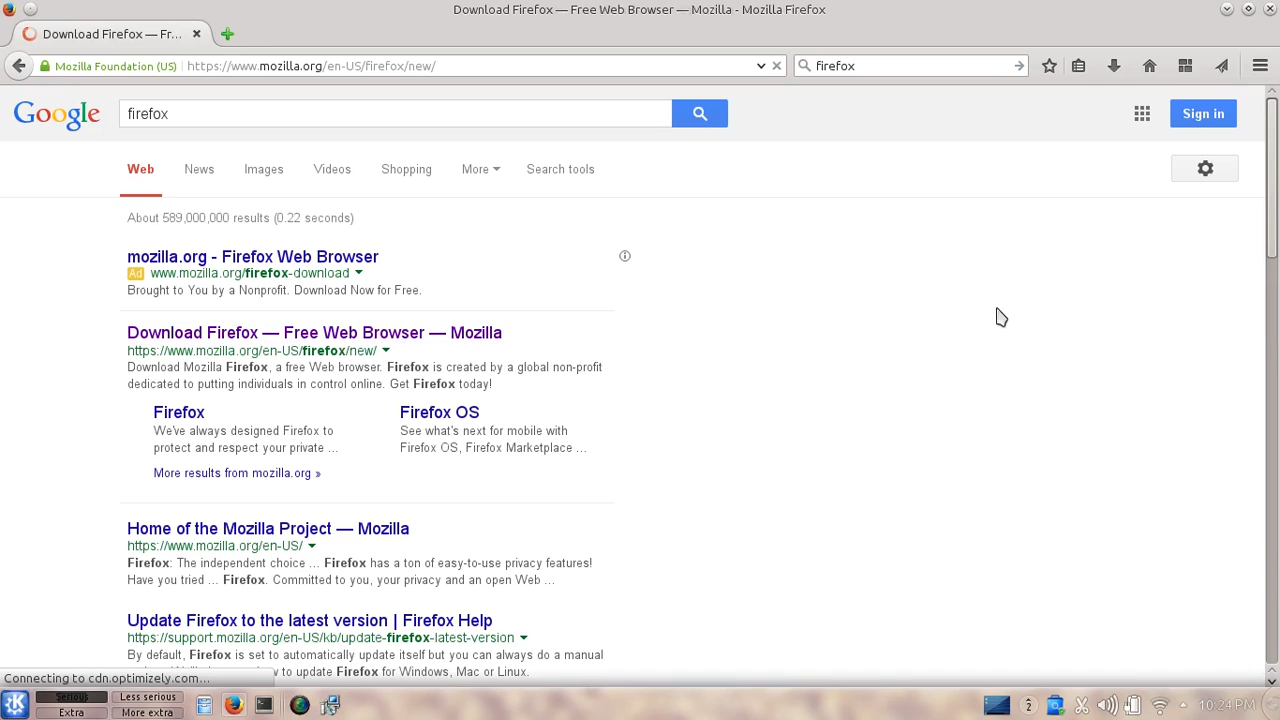 Download Firefox — Free Web Browser — Mozilla - Mozilla Firefox
Download Firefox — Fr...
Mozilla Foundation (US) https://www.mozilla.org/en-US/firefox/new/
firefox
Google
firefox
Sign in
Web News Images Videos Shopping More Search tools
About 589,000,000 results (0.22 seconds)
mozilla.org - Firefox Web Browser
Ad www.mozilla.org/firefox-download
Brought to You by a Nonprofit. Download Now for Free.
Download Firefox — Free Web Browser — Mozilla
https://www.mozilla.org/en-US/firefox/new/
Download Mozilla Firefox, a free Web browser. Firefox is created by a global non-profit
dedicated to putting individuals in control online. Get Firefox today!
Firefox
We've always designed Firefox to
protect and respect your private ...
Firefox OS
See what's next for mobile with
Firefox OS, Firefox Marketplace ...
More results from mozilla.org »
Home of the Mozilla Project — Mozilla
https://www.mozilla.org/en-US/
Firefox: The independent choice ... Firefox has a ton of easy-to-use privacy features!
Have you tried ... Firefox. Committed to you, your privacy and an open Web ...
Update Firefox to the latest version | Firefox Help
https://support.mozilla.org/en-US/kb/update-firefox-latest-version
By default, Firefox is set to automatically update itself but you can always do a manual
to update Firefox for Windows, Mac or Linux.
Connecting to cdn.optimizely.com...
Serious Less serious
Extra More extra
2
10:24 PM